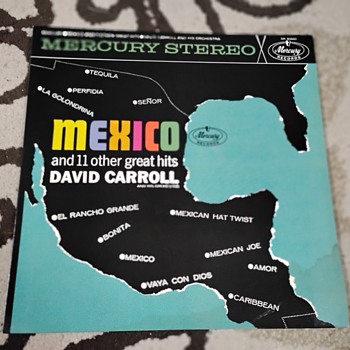 MERCURY STEREO
Mercury
RECORDS
TEQUILA
PERFIDIA
LA GOLONDRINA
SEÑOR
MEXICO
and 11 other great hits
DAVID CARROLL
AND HIS ORCHESTRA
Mercury
RECORDS
EL RANCHO GRANDE
MEXICAN HAT TWIST
BONITA
MEXICO
MEXICAN JOE
AMOR
VAYA CON DIOS
CARIBBEAN